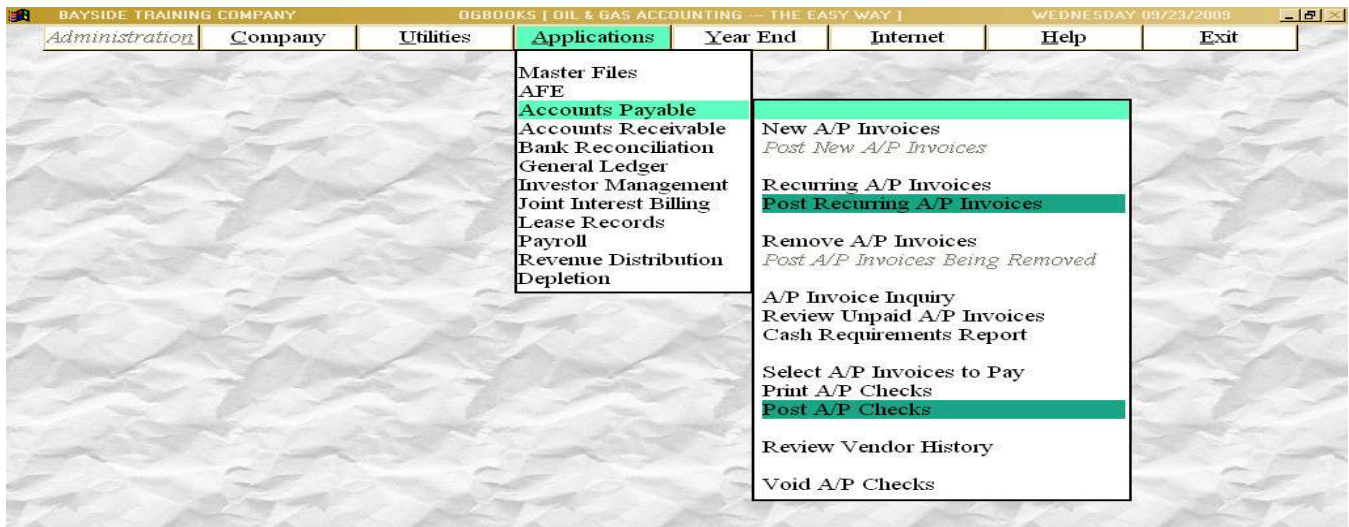 BAYSIDE TRAINING COMPANY OGBOOKS [ OIL & GAS ACCOUNTING --- THE EASY WAY ] WEDNESDAY 09/23/2009
Administration Company Utilities Applications Year End Internet Help Exit
Master Files
AFE
Accounts Payable
Accounts Receivable
Bank Reconciliation
General Ledger
Investor Management
Joint Interest Billing
Lease Records
Payroll
Revenue Distribution
Depletion
New A/P Invoices
Post New A/P Invoices
Recurring A/P Invoices
Post Recurring A/P Invoices
Remove A/P Invoices
Post A/P Invoices Being Removed
A/P Invoice Inquiry
Review Unpaid A/P Invoices
Cash Requirements Report
Select A/P Invoices to Pay
Print A/P Checks
Post A/P Checks
Review Vendor History
Void A/P Checks